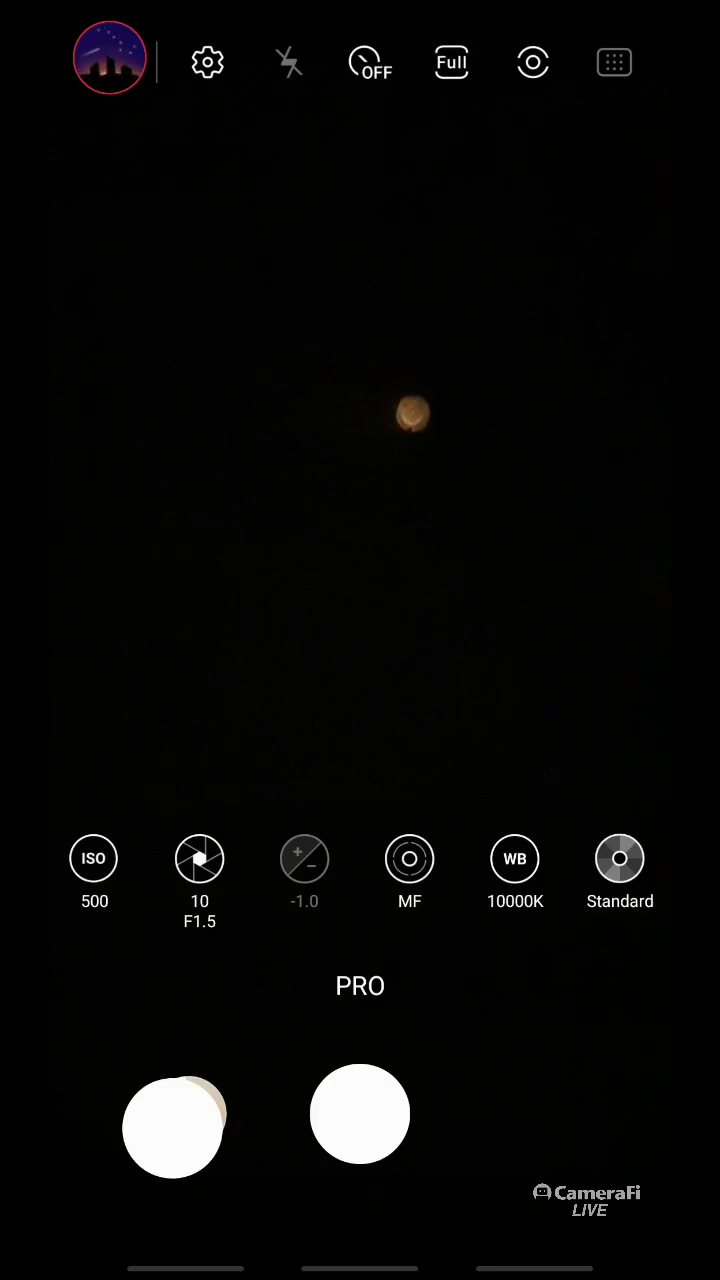 OFF
Full
ISO
WB
500
10
-1.0
MF
10000K
Standard
F1.5
PRO
CameraFi
LIVE